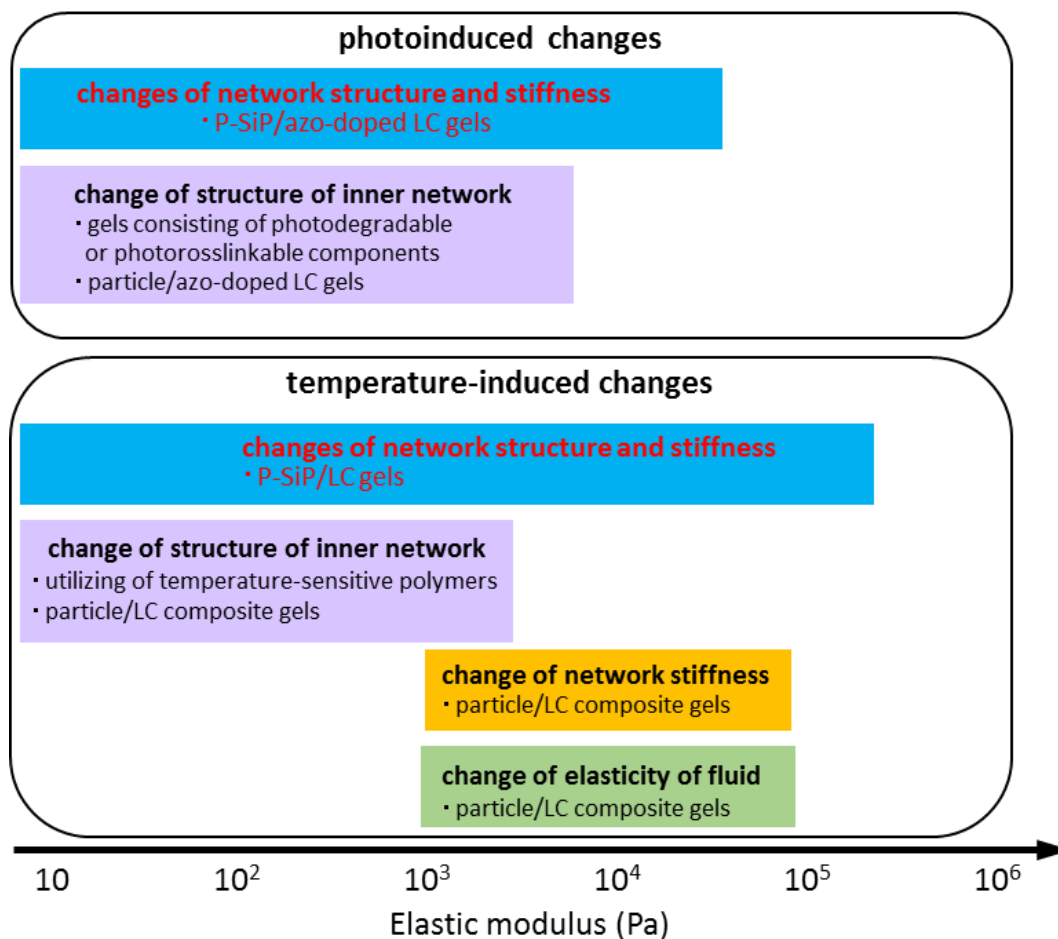 photoinduced changes
changes of network structure and stiffness
・P-SiP/azo-doped LC gels
change of structure of inner network
・gels consisting of photodegradable
or photorosslinkable components
・particle/azo-doped LC gels
temperature-induced changes
changes of network structure and stiffness
・P-SiP/LC gels
change of structure of inner network
・utilizing of temperature-sensitive polymers
・particle/LC composite gels
change of network stiffness
・particle/LC composite gels
change of elasticity of fluid
・particle/LC composite gels
10 10² 10³ 10⁴ 10⁵ 10⁶
Elastic modulus (Pa)